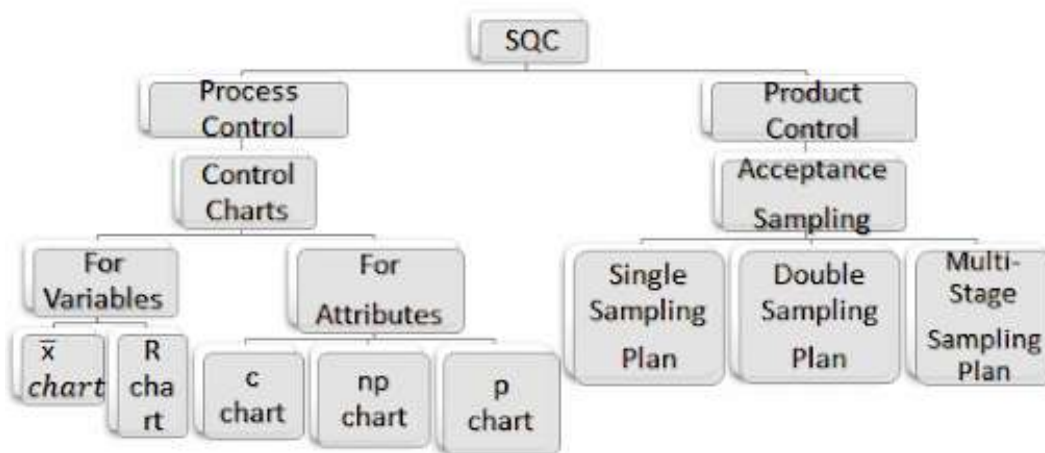 SQC
Process
Control
Product
Control
Control
Charts
Acceptance
Sampling
For
Variables
For
Attributes
Single
Sampling
Plan
Double
Sampling
Plan
Multi-
Stage
Sampling
Plan
x̅
chart
R
cha
rt
c
chart
np
chart
p
chart